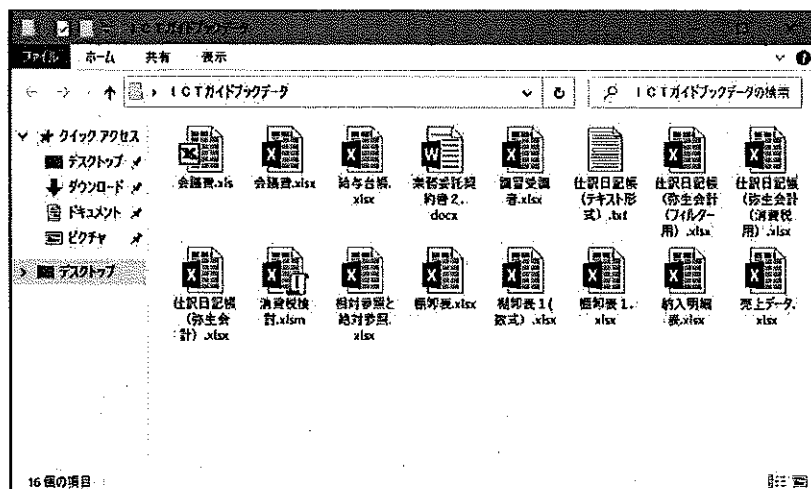 ICTガイドブックデータ
ファイル ホーム 共有 表示
ICTガイドブックデータ
ICTガイドブックデータの検索
クイック アクセス
デスクトップ
ダウンロード
ドキュメント
ピクチャ
デスクトップ
会議費.xls
会議費.xlsx
給与台帳.
xlsx
業務委託契
約書2.
docx
調書受講
者.xlsx
仕訳日記帳
(テキスト形
式).txt
仕訳日記帳
(弥生会計
(フィルター
用).xlsx
仕訳日記帳
(弥生会計
(消費税
用).xlsx
仕訳日記帳
(弥生会
計).xlsx
消費税検
討.xlsm
相対参照と
絶対参照.
xlsx
棚卸表.xlsx
棚卸表1(
数式).xlsx
棚卸表1.
xlsx
納入明細
表.xlsx
売上データ.
xlsx
16 個の項目